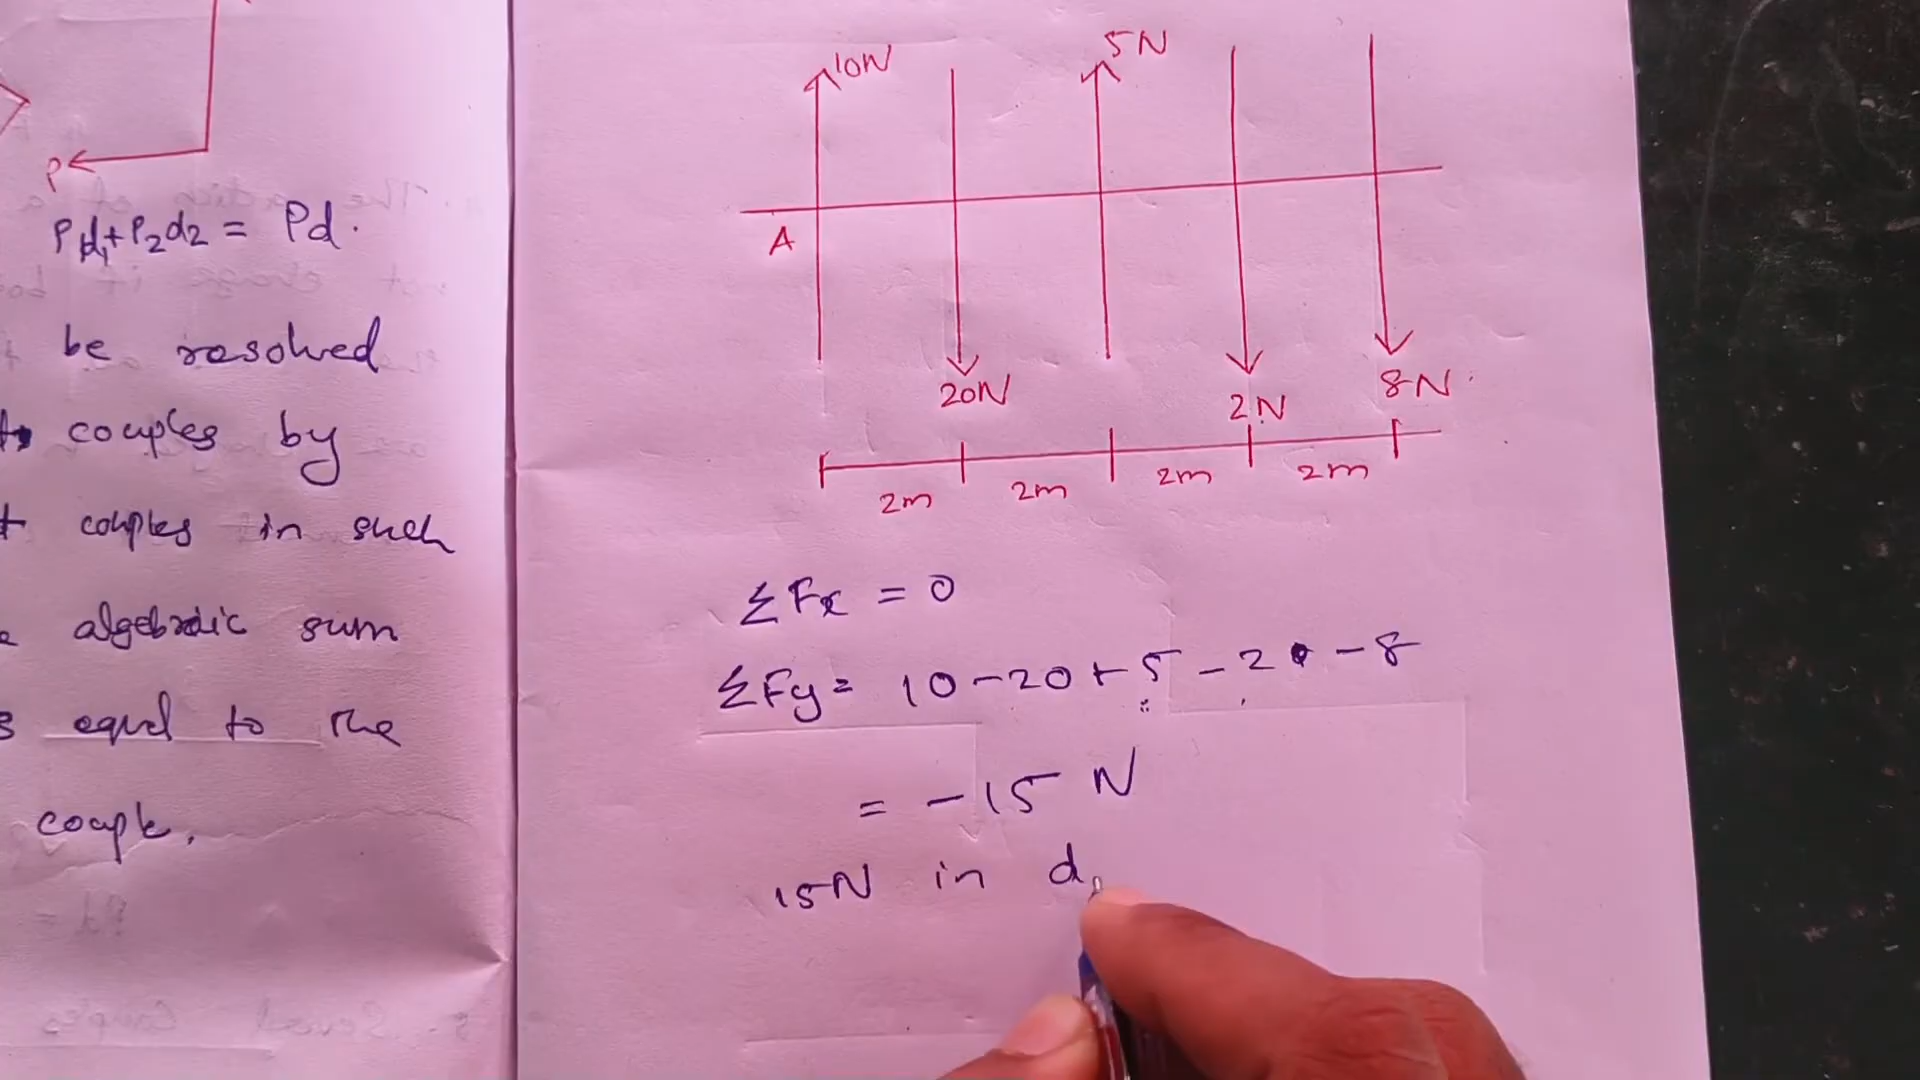 P
P1d1+P2d2 = Pd.
be resolved
couples by
couples in such
algebraic sum
equal to the
couple.
10N
5N
A
20N
2N
8N
2m 2m 2m 2m
ΣFx = 0
ΣFy= 10-20+5-2-8
= -15 N
15N in d